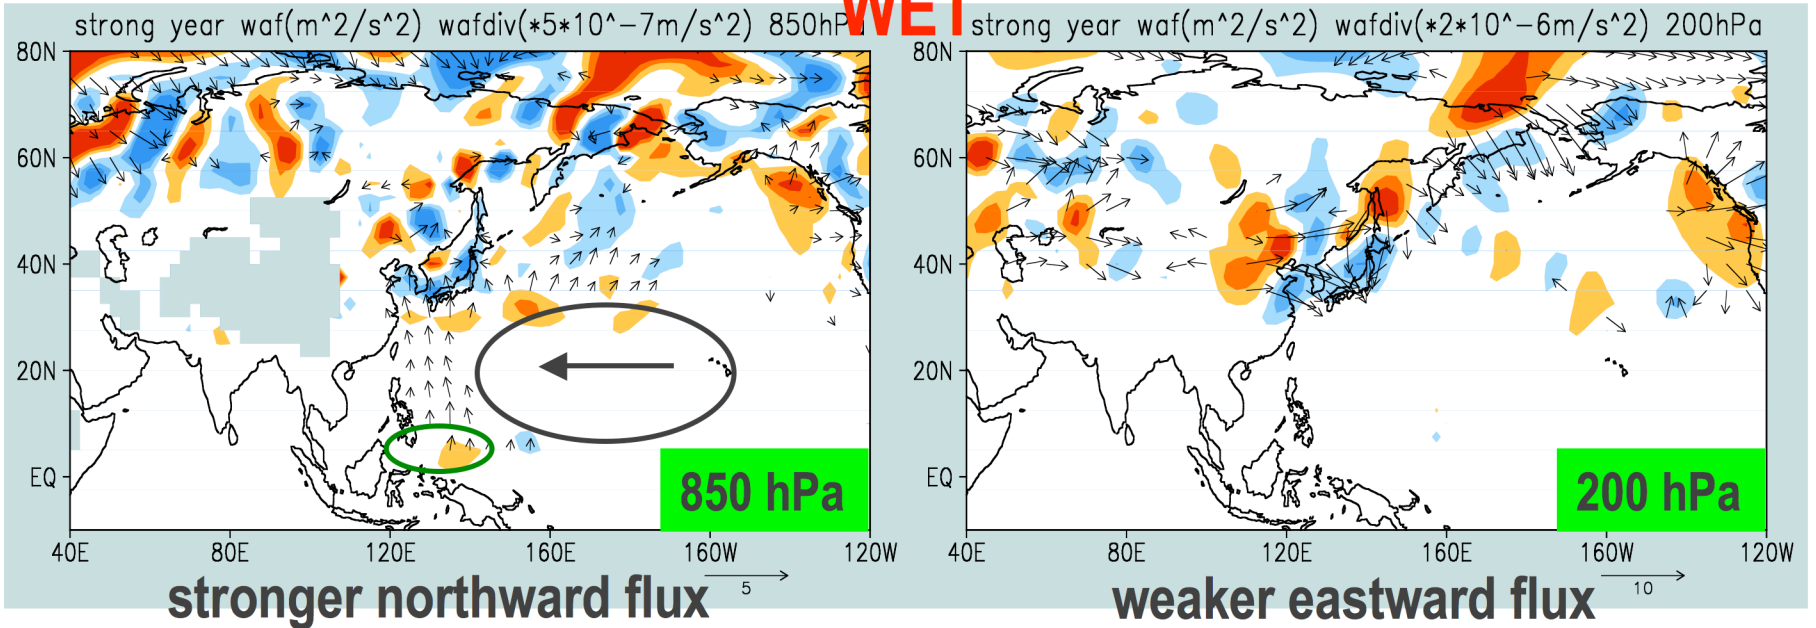 WET
strong year waf(m^2/s^2) wafdiv(*5*10^-7m/s^2) 850hPa
80N
60N
40N
20N
EQ
40E 80E 120E 160E 160W 120W
850 hPa
5
stronger northward flux
strong year waf(m^2/s^2) wafdiv(*2*10^-6m/s^2) 200hPa
80N
60N
40N
20N
EQ
40E 80E 120E 160E 160W 120W
200 hPa
10
weaker eastward flux